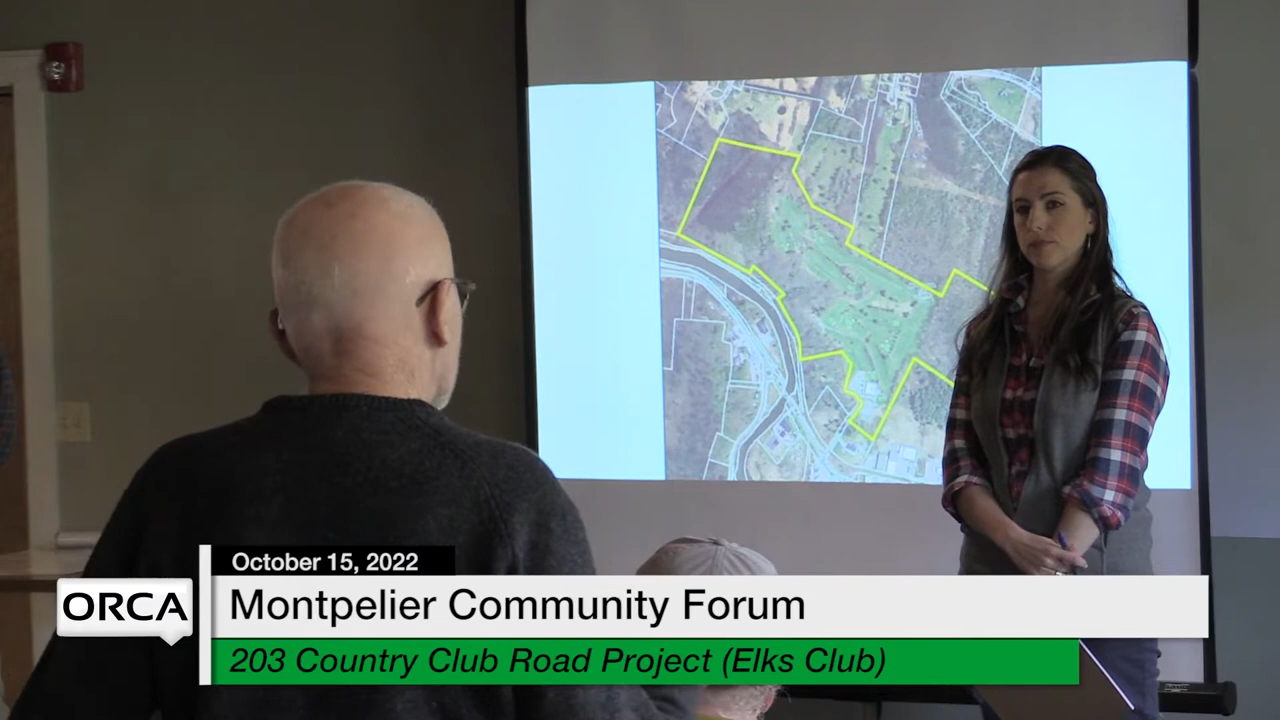 October 15, 2022
ORCA
Montpelier Community Forum
203 Country Club Road Project (Elks Club)